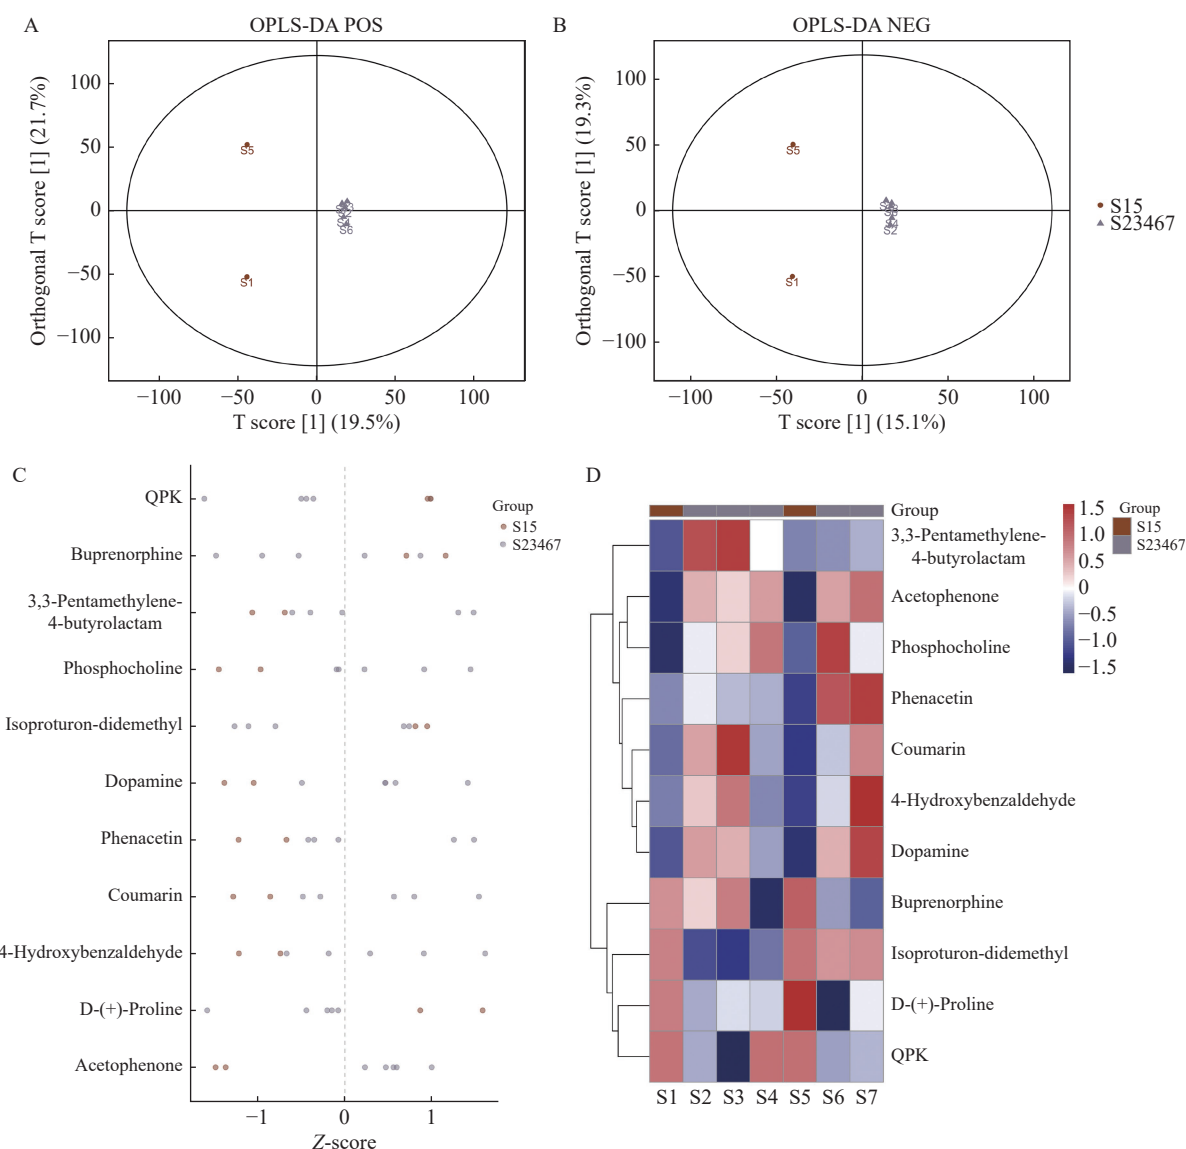 A
OPLS-DA POS
Orthogonal T score [1] (21.7%)
100
50
0
−50
−100
S5
S1
S6
−100
−50
0
50
100
T score [1] (19.5%)
B
OPLS-DA NEG
Orthogonal T score [1] (19.3%)
100
50
0
−50
−100
S5
S1
S2
−100
−50
0
50
100
T score [1] (15.1%)
S15
S23467
C
QPK
Buprenorphine
3,3-Pentamethylene-
4-butyrolactam
Phosphocholine
Isoproturon-didemethyl
Dopamine
Phenacetin
Coumarin
4-Hydroxybenzaldehyde
D-(+)-Proline
Acetophenone
−1
0
1
Z-score
Group
S15
S23467
D
Group
3,3-Pentamethylene-
4-butyrolactam
Acetophenone
Phosphocholine
Phenacetin
Coumarin
4-Hydroxybenzaldehyde
Dopamine
Buprenorphine
Isoproturon-didemethyl
D-(+)-Proline
QPK
S1 S2 S3 S4 S5 S6 S7
1.5
1.0
0.5
0
−0.5
−1.0
−1.5
Group
S15
S23467